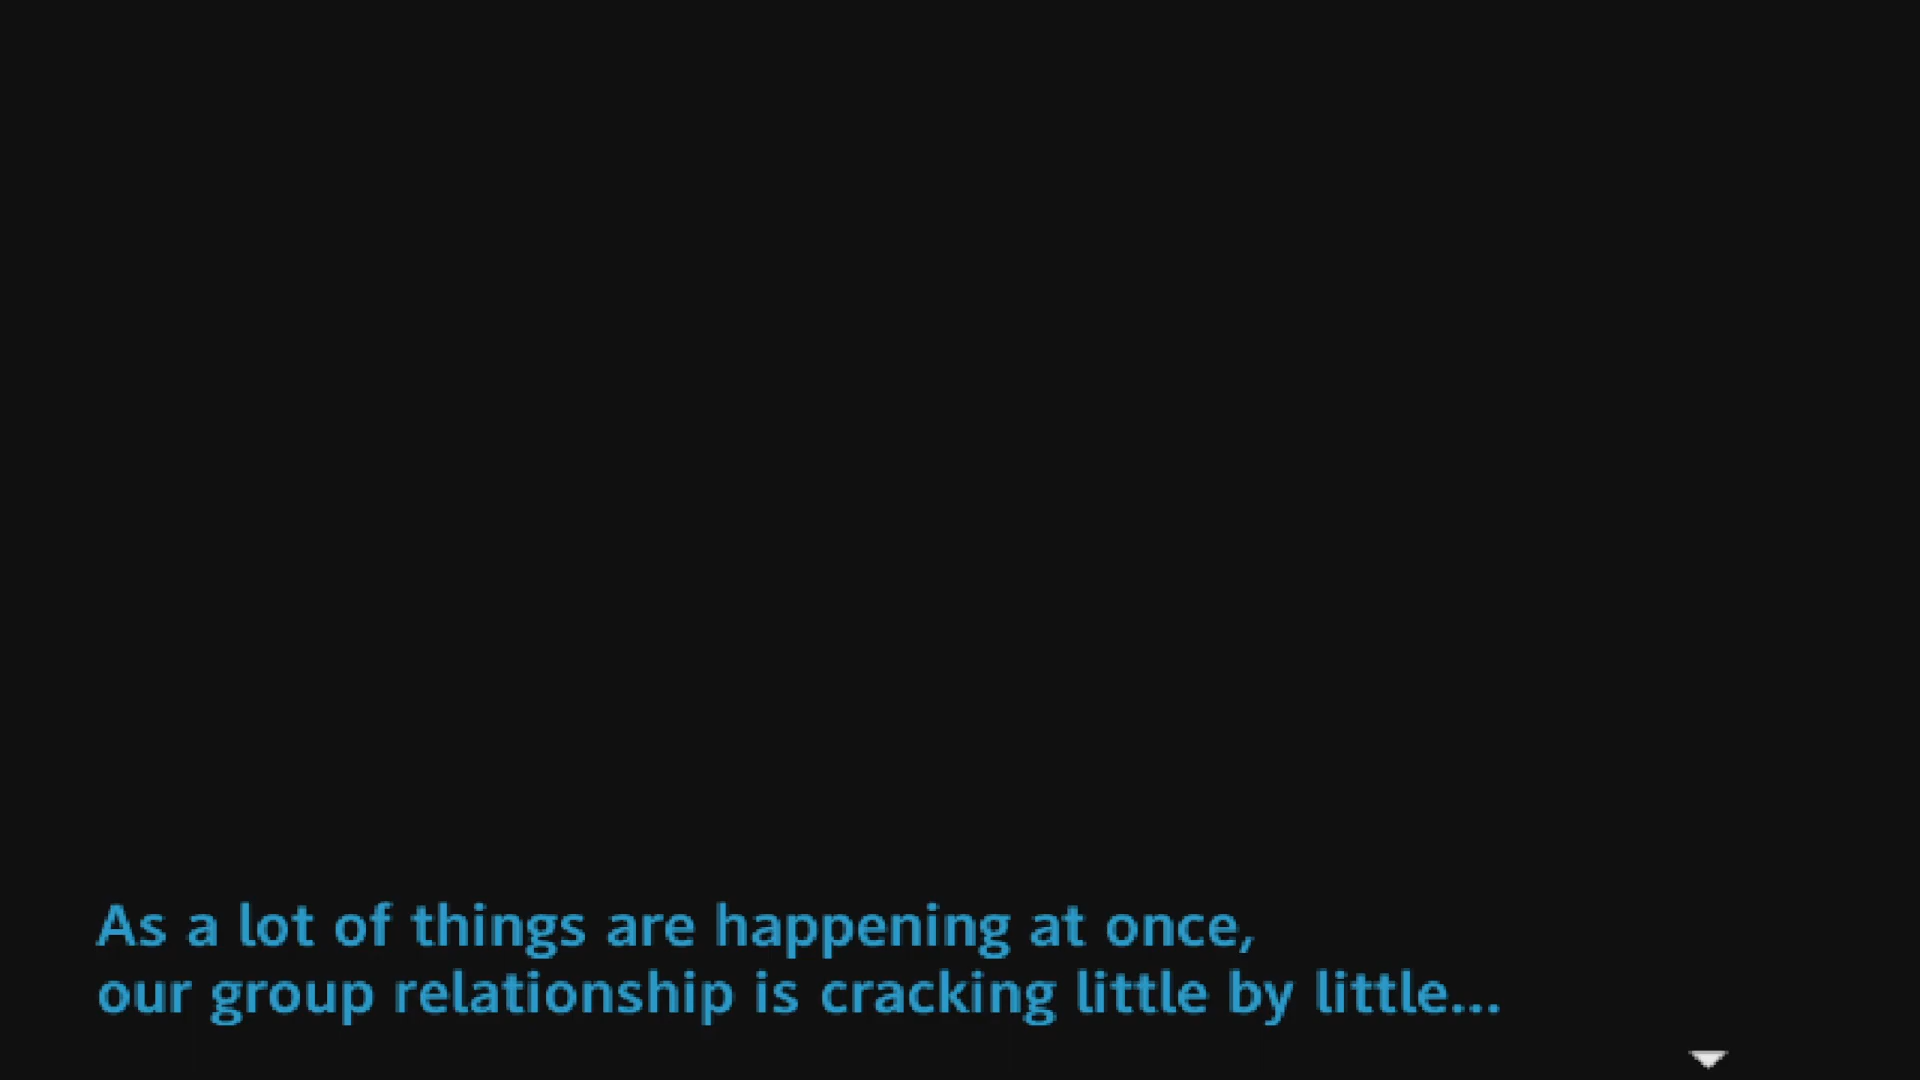 As a lot of things are happening at once,
our group relationship is cracking little by little...